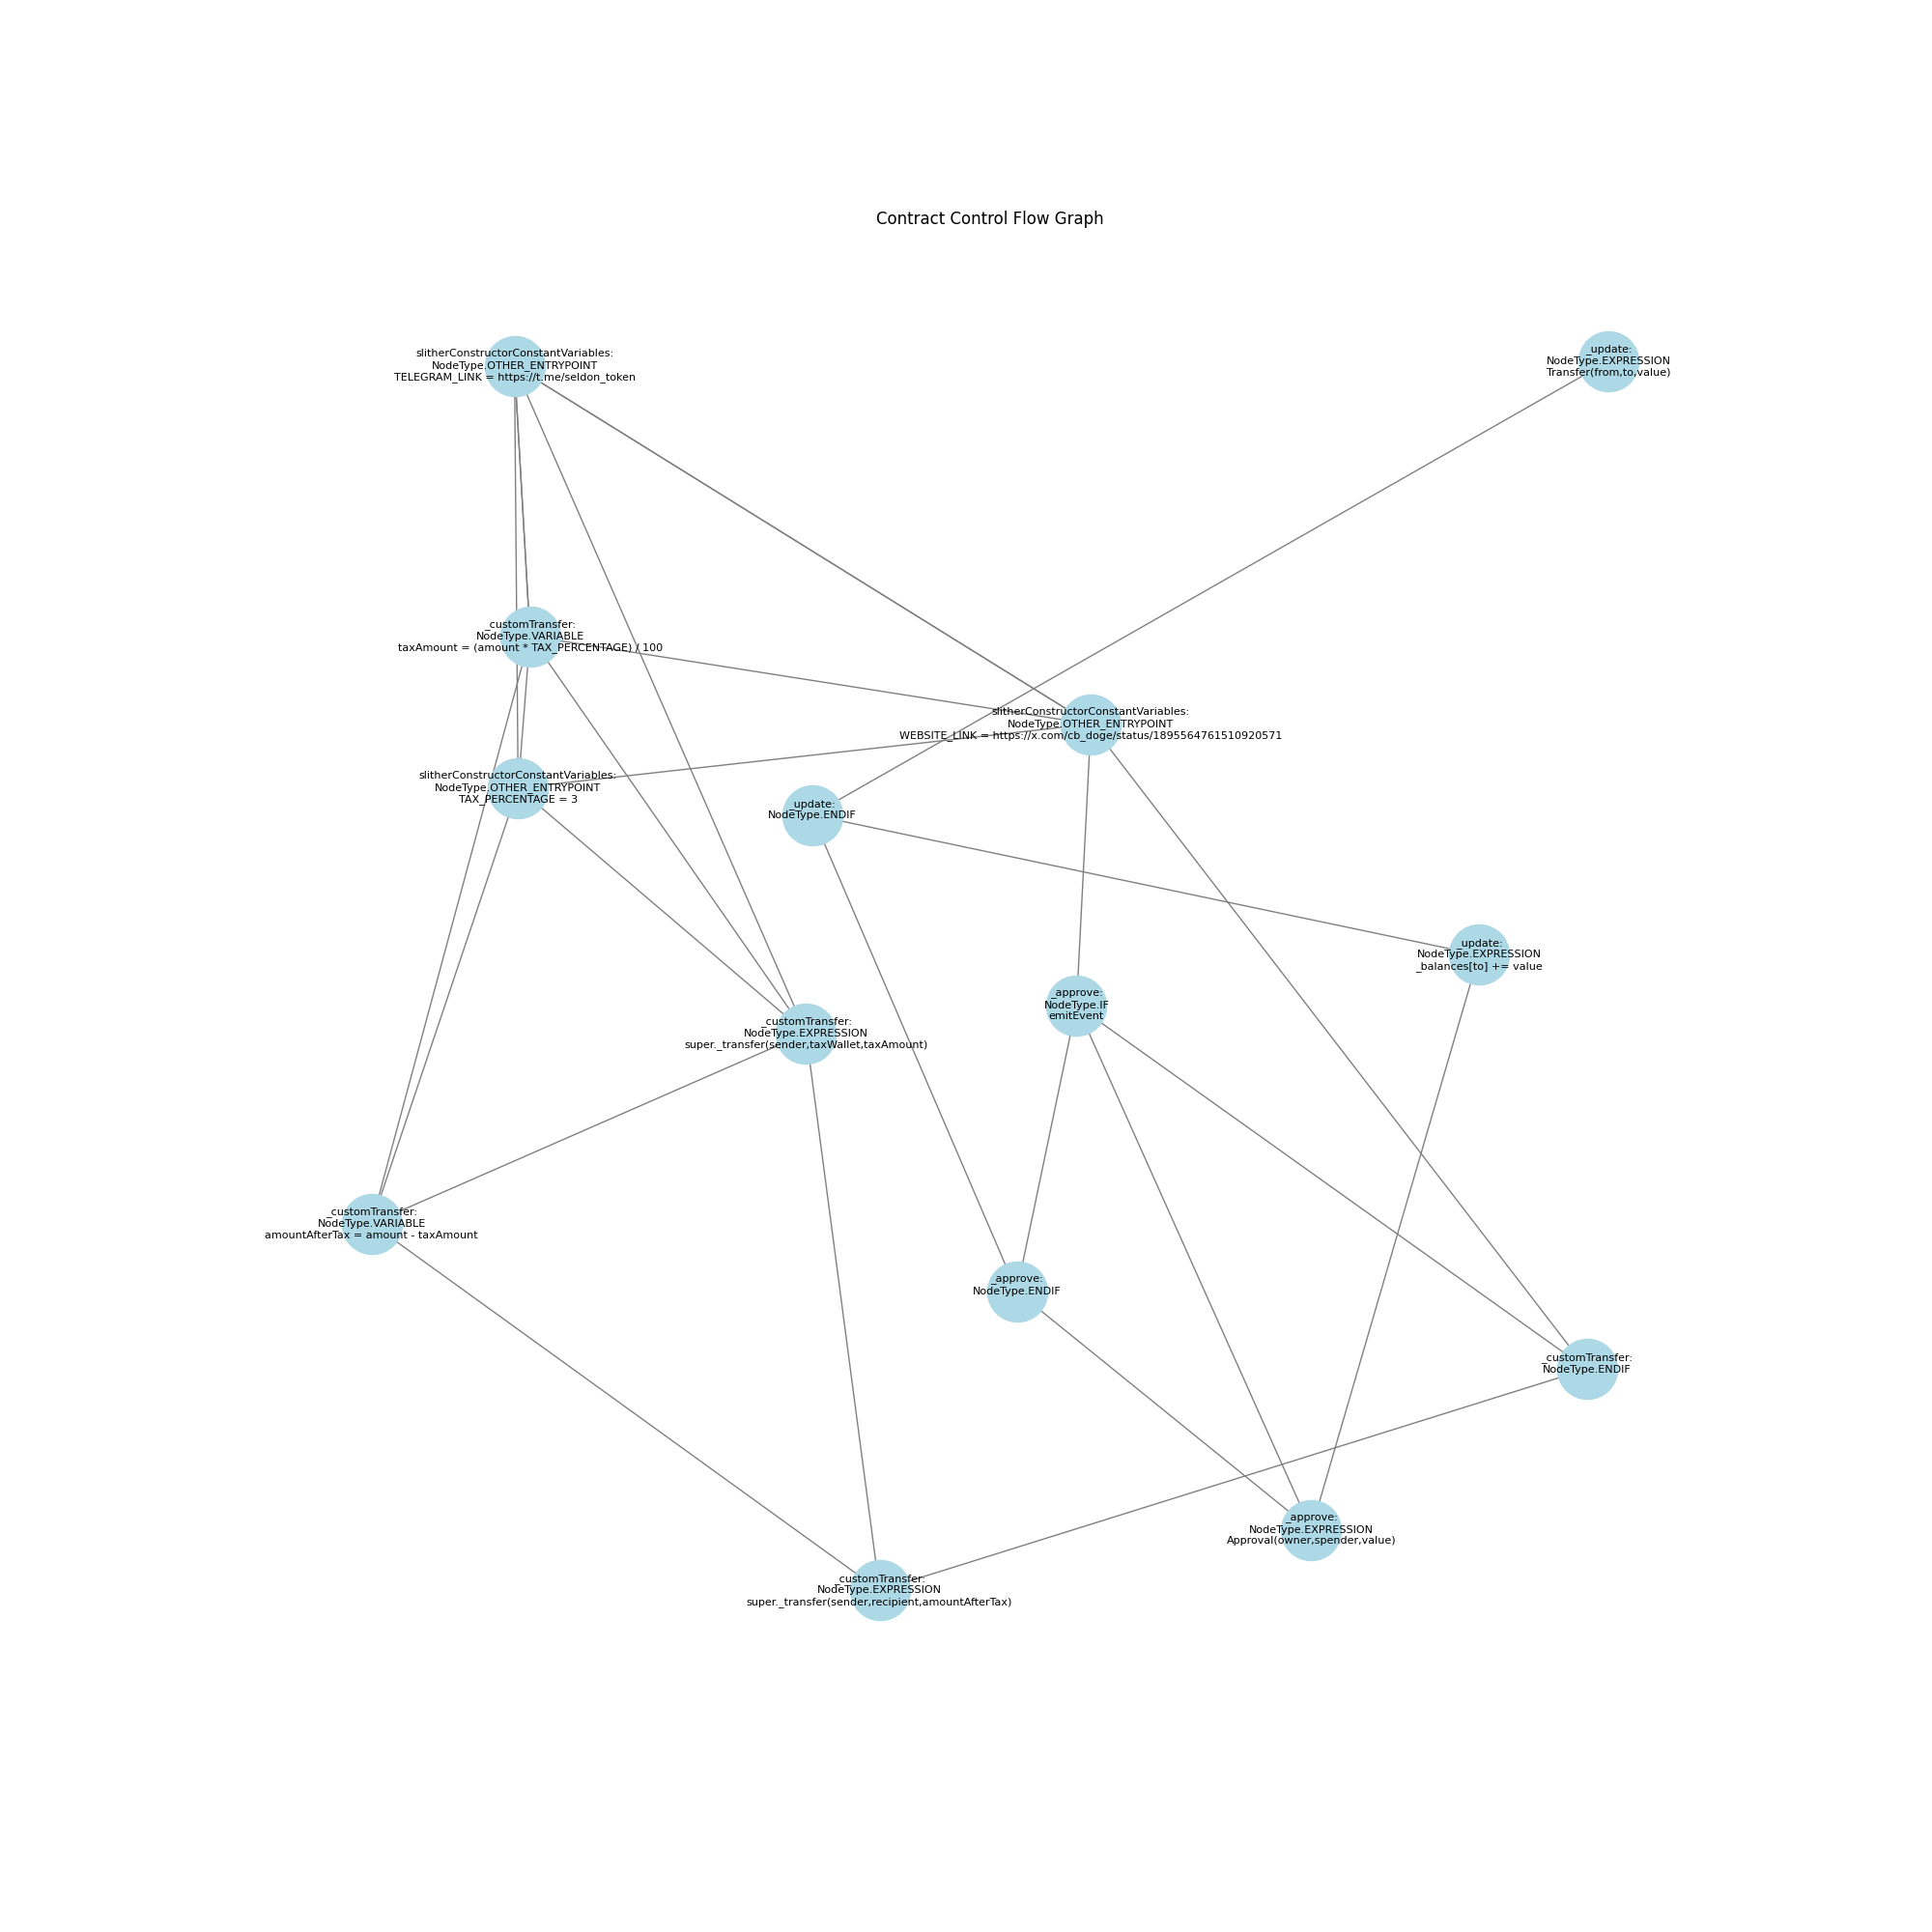 Contract Control Flow Graph
slitherConstructorConstantVariables:
NodeType.OTHER_ENTRYPOINT
TELEGRAM_LINK = https://t.me/seldon_token
_update:
NodeType.EXPRESSION
Transfer(from,to,value)
_customTransfer:
NodeType.VARIABLE
taxAmount = (amount * TAX_PERCENTAGE) / 100
slitherConstructorConstantVariables:
NodeType.OTHER_ENTRYPOINT
WEBSITE_LINK = https://x.com/cb_doge/status/1895564761510920571
slitherConstructorConstantVariables:
NodeType.OTHER_ENTRYPOINT
TAX_PERCENTAGE = 3
_update:
NodeType.ENDIF
_update:
NodeType.EXPRESSION
_balances[to] += value
_approve:
NodeType.IF
emitEvent
_customTransfer:
NodeType.EXPRESSION
super._transfer(sender,taxWallet,taxAmount)
_customTransfer:
NodeType.VARIABLE
amountAfterTax = amount - taxAmount
_approve:
NodeType.ENDIF
_customTransfer:
NodeType.ENDIF
_approve:
NodeType.EXPRESSION
Approval(owner,spender,value)
_customTransfer:
NodeType.EXPRESSION
super._transfer(sender,recipient,amountAfterTax)